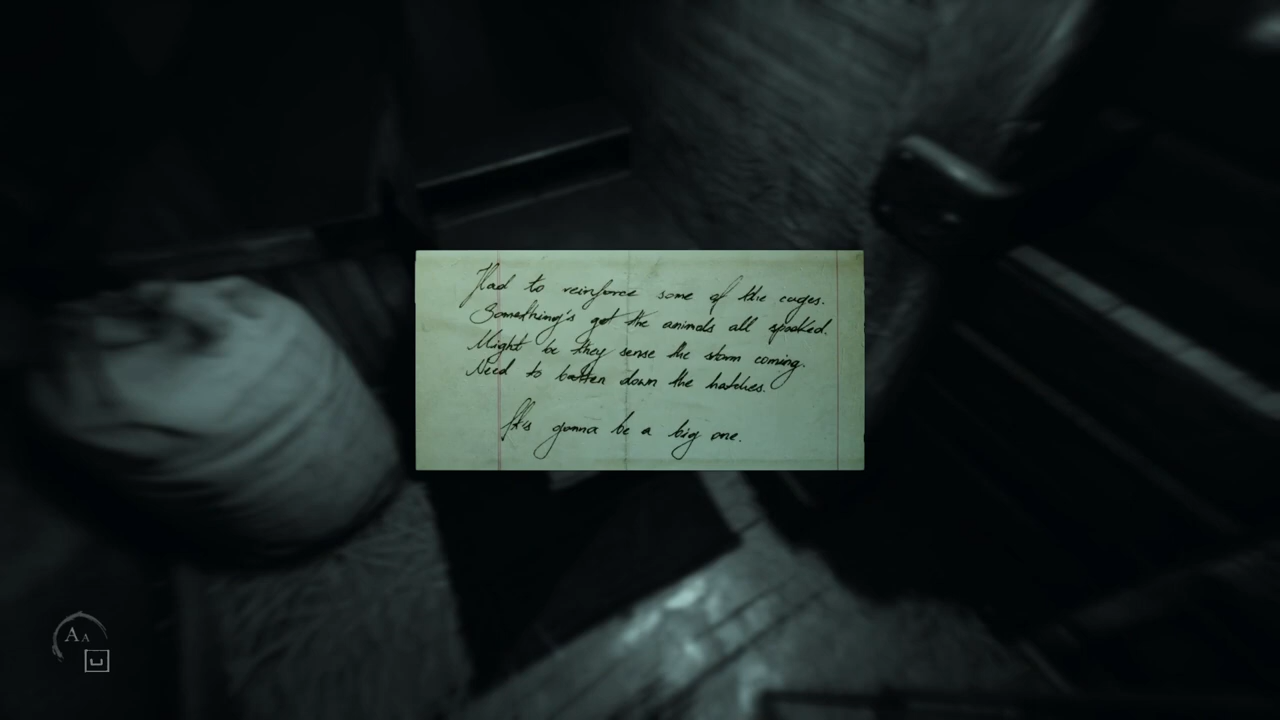 Had to reinforce some of the cages.
Something's got the animals all spooked.
Might be they sense the storm coming.
Need to batten down the hatches.
It's gonna be a big one.
AA